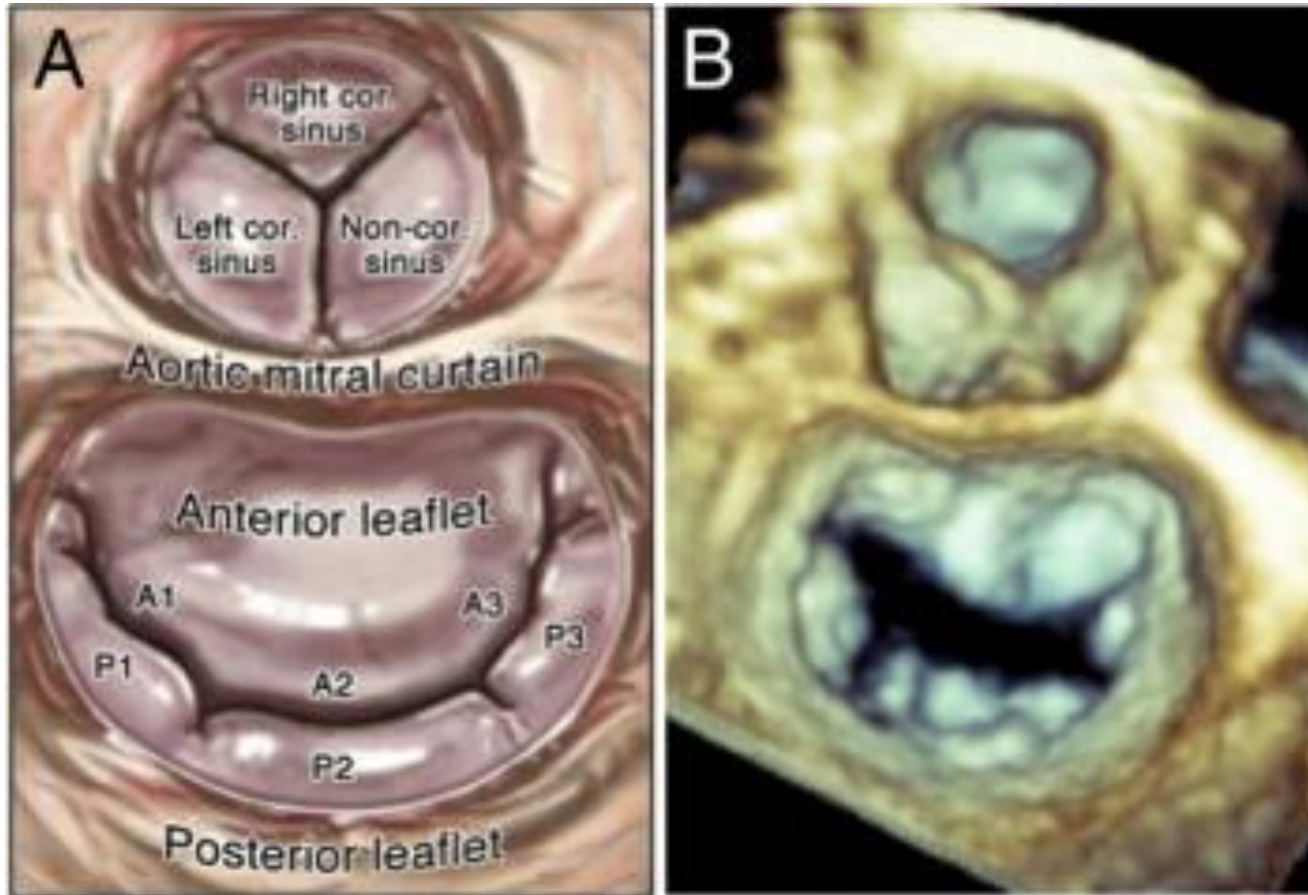 A
B
Right cor.
sinus
Left cor.
sinus
Non-cor.
sinus
Aortic mitral curtain
Anterior leaflet
A1
A3
P1
P3
A2
P2
Posterior leaflet